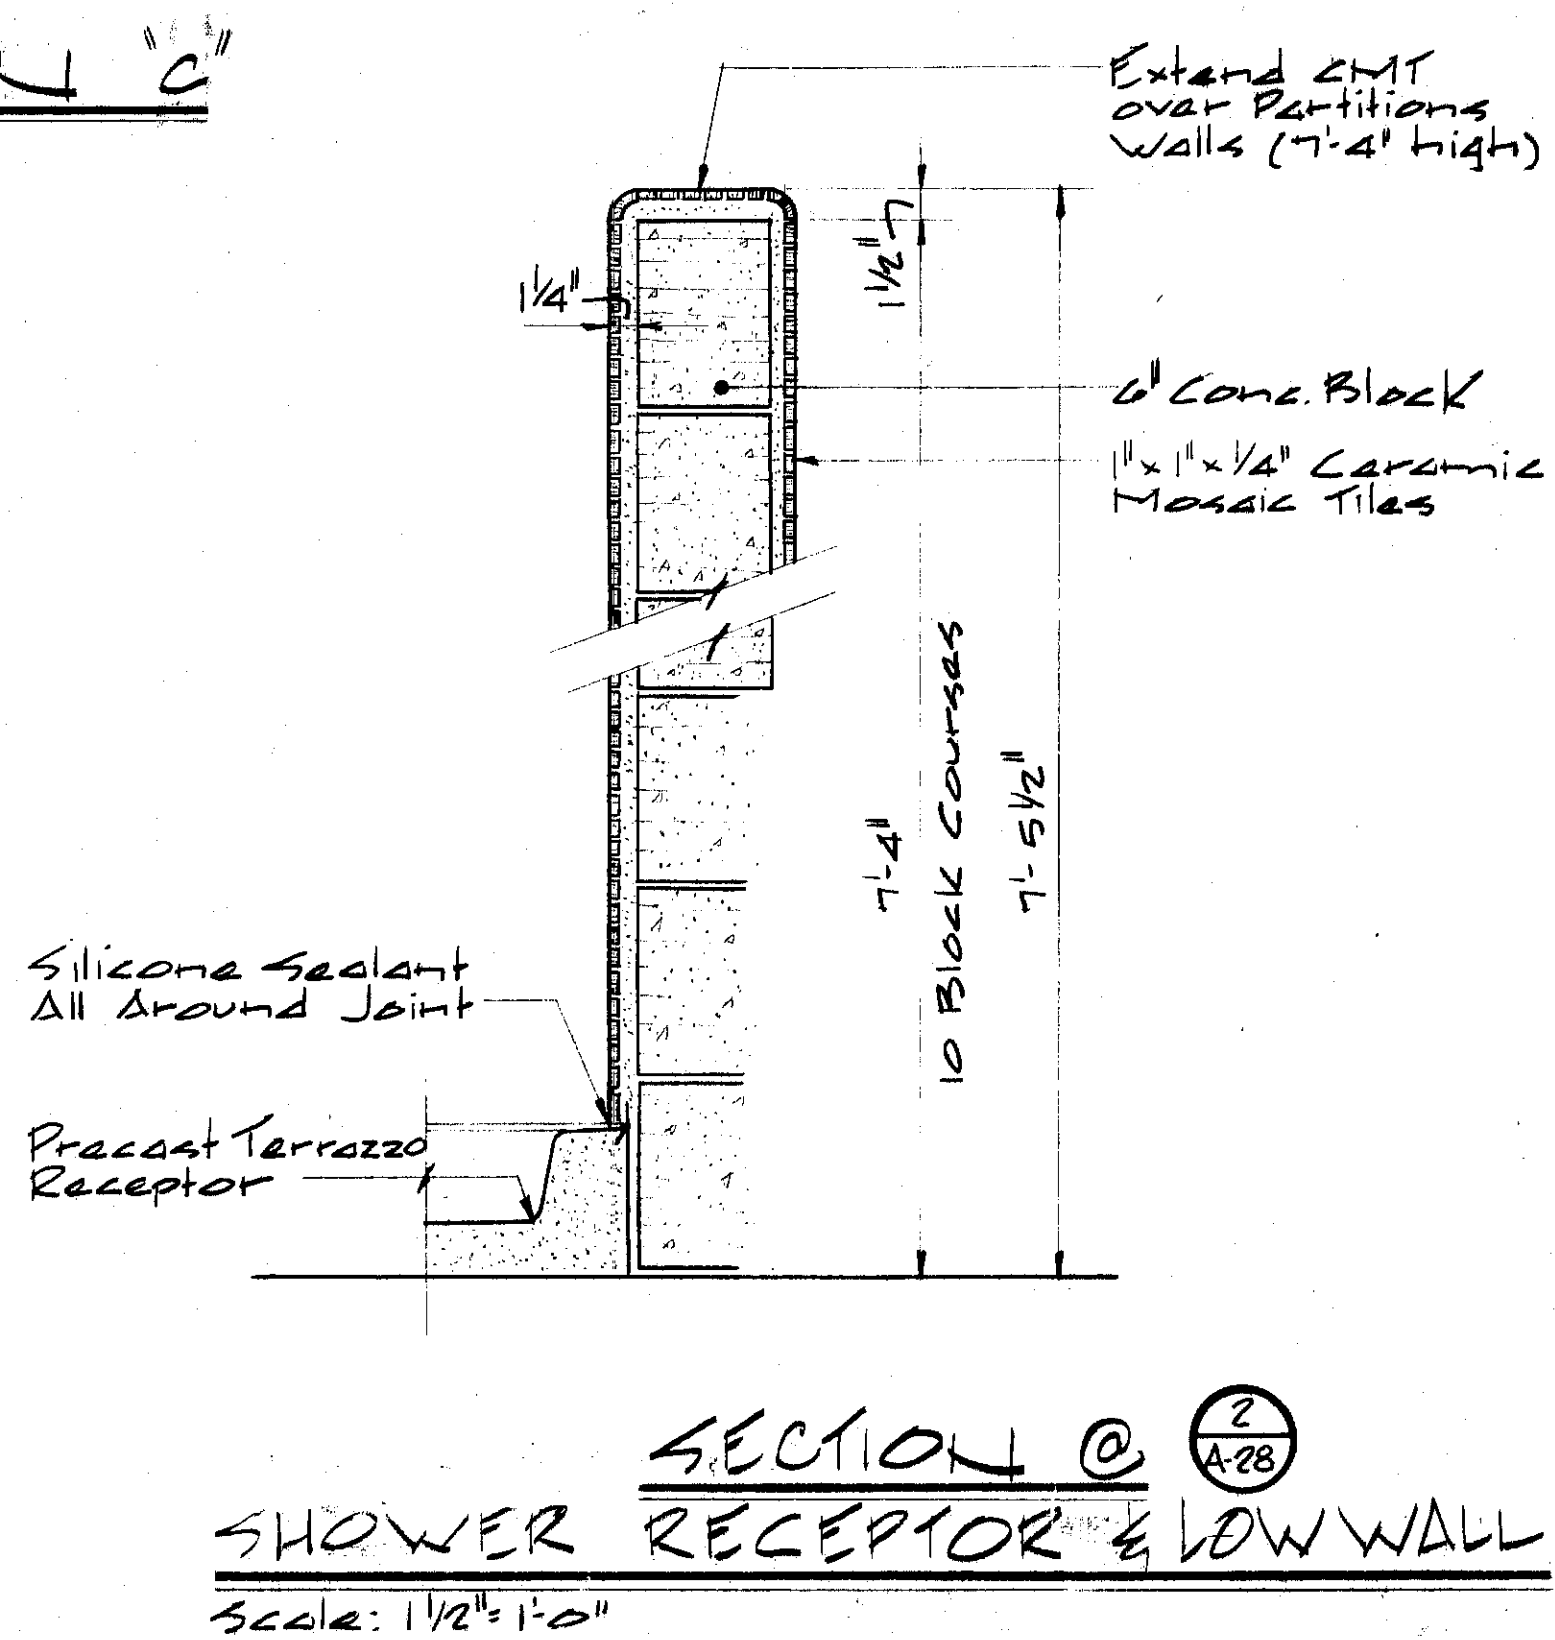 "C"
Extend CMT
over Partitions
Walls (7'-4" high)
1 1/2"
1 1/4"
6" Conc. Block
1" x 1" x 1/4" Ceramic
Mosaic Tiles
7'-4"
10 Block Courses
7'-5 1/2"
Silicone Sealant
All Around Joint
Precast Terrazzo
Receptor
SECTION @
2
A-28
SHOWER RECEPTOR & LOW WALL
Scale: 1 1/2" = 1'-0"